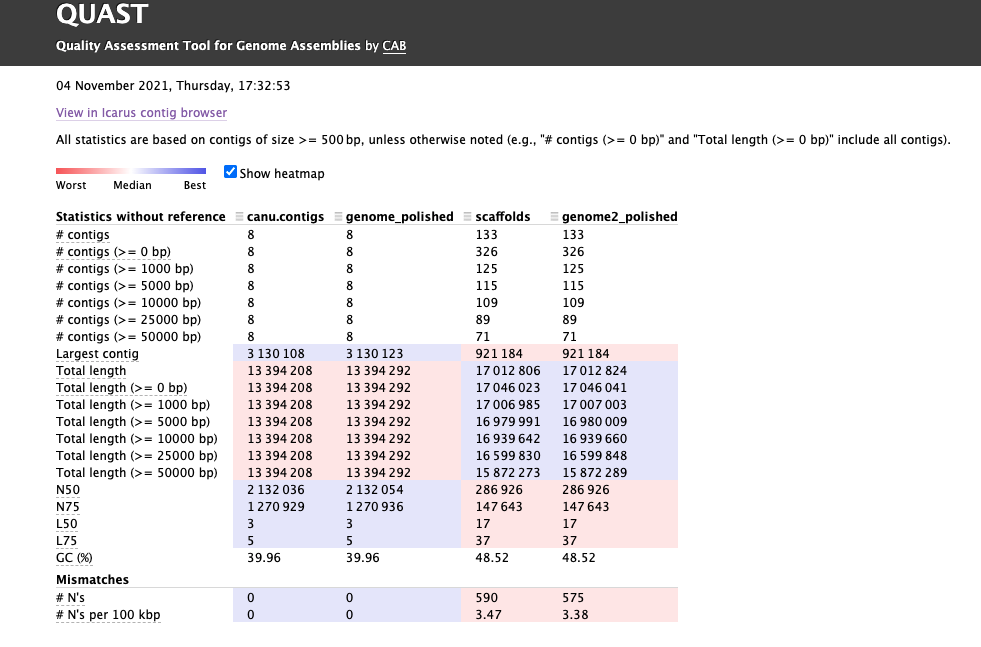 QUAST
Quality Assessment Tool for Genome Assemblies by CAB
04 November 2021, Thursday, 17:32:53
View in Icarus contig browser
All statistics are based on contigs of size >= 500 bp, unless otherwise noted (e.g., "# contigs (>= 0 bp)" and "Total length (>= 0 bp)" include all contigs).
Worst Median Best Show heatmap
Statistics without reference canu.contigs genome_polished scaffolds genome2_polished
# contigs 8 8 133 133
# contigs (>= 0 bp) 8 8 326 326
# contigs (>= 1000 bp) 8 8 125 125
# contigs (>= 5000 bp) 8 8 115 115
# contigs (>= 10000 bp) 8 8 109 109
# contigs (>= 25000 bp) 8 8 89 89
# contigs (>= 50000 bp) 8 8 71 71
Largest contig 3 130 108 3 130 123 921 184 921 184
Total length 13 394 208 13 394 292 17 012 806 17 012 824
Total length (>= 0 bp) 13 394 208 13 394 292 17 046 023 17 046 041
Total length (>= 1000 bp) 13 394 208 13 394 292 17 006 985 17 007 003
Total length (>= 5000 bp) 13 394 208 13 394 292 16 979 991 16 980 009
Total length (>= 10000 bp) 13 394 208 13 394 292 16 939 642 16 939 660
Total length (>= 25000 bp) 13 394 208 13 394 292 16 599 830 16 599 848
Total length (>= 50000 bp) 13 394 208 13 394 292 15 872 273 15 872 289
N50 2 132 036 2 132 054 286 926 286 926
N75 1 270 929 1 270 936 147 643 147 643
L50 3 3 17 17
L75 5 5 37 37
GC (%) 39.96 39.96 48.52 48.52
Mismatches
# N's 0 0 590 575
# N's per 100 kbp 0 0 3.47 3.38